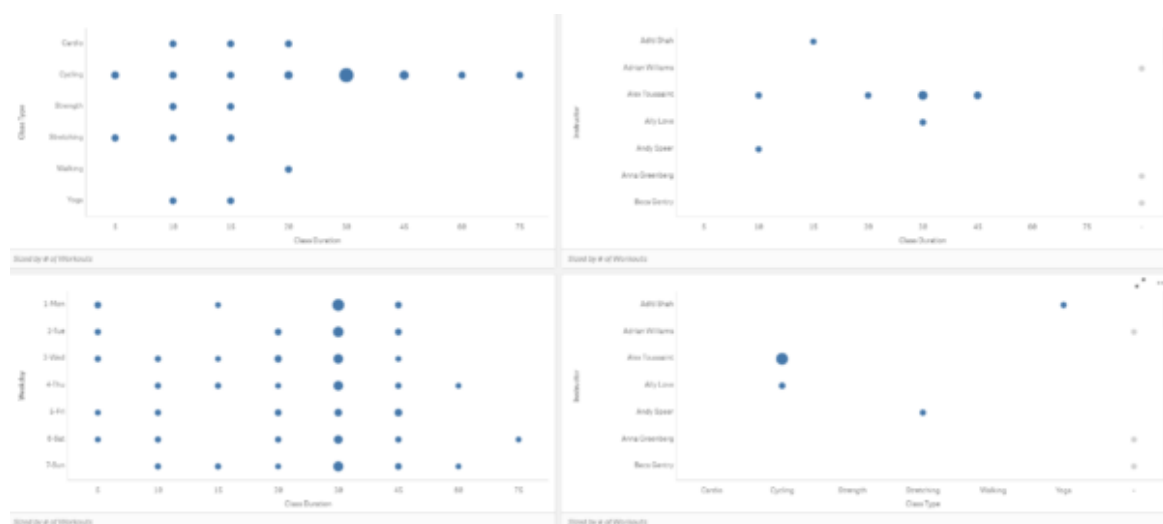 Cardio
Cycling
Strength
Stretching
Walking
Yoga
Class Type
5 10 15 20 30 45 60 75
Class Duration
Sized by # of Workouts
Aditi Shah
Adrian Williams
Alex Toussaint
Ally Love
Andy Speer
Anna Greenberg
Becs Gentry
Instructor
5 10 15 20 30 45 60 75 -
Class Duration
Sized by # of Workouts
1-Mon
2-Tue
3-Wed
4-Thu
5-Fri
6-Sat
7-Sun
Weekday
5 10 15 20 30 45 60 75
Class Duration
Sized by # of Workouts
Aditi Shah
Adrian Williams
Alex Toussaint
Ally Love
Andy Speer
Anna Greenberg
Becs Gentry
Instructor
Cardio Cycling Strength Stretching Walking Yoga -
Class Type
Sized by # of Workouts